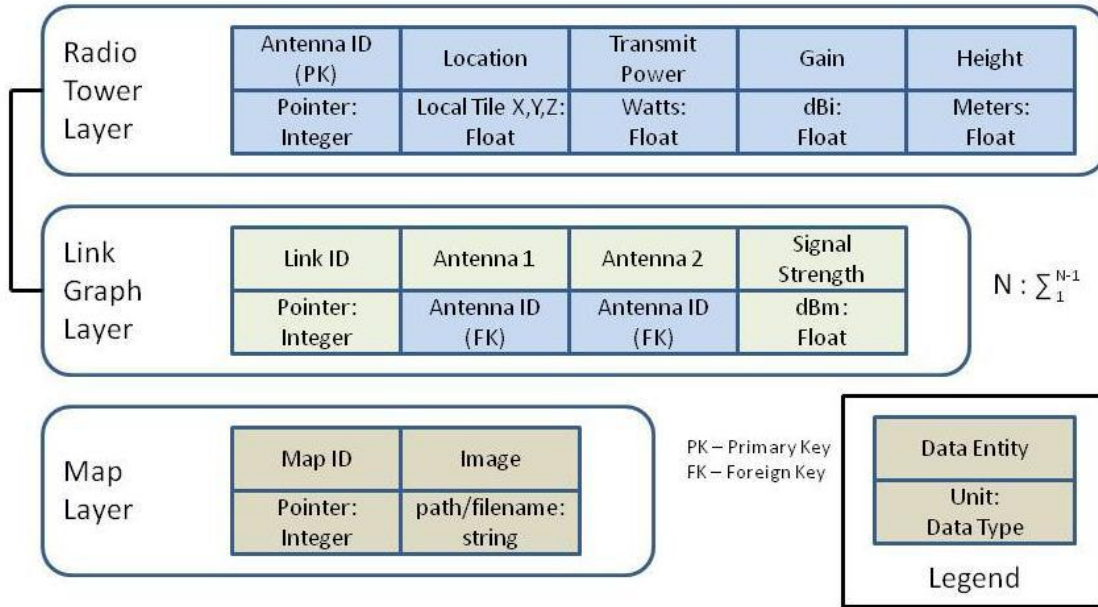 Radio
Tower
Layer
Antenna ID
(PK)
Location
Transmit
Power
Gain
Height
Pointer:
Integer
Local Tile X,Y,Z:
Float
Watts:
Float
dBi:
Float
Meters:
Float
Link
Graph
Layer
Link ID
Antenna 1
Antenna 2
Signal
Strength
Pointer:
Integer
Antenna ID
(FK)
Antenna ID
(FK)
dBm:
Float
N : ∑₁ᴺ⁻¹
Map
Layer
Map ID
Image
Pointer:
Integer
path/filename:
string
PK – Primary Key
FK – Foreign Key
Data Entity
Unit:
Data Type
Legend